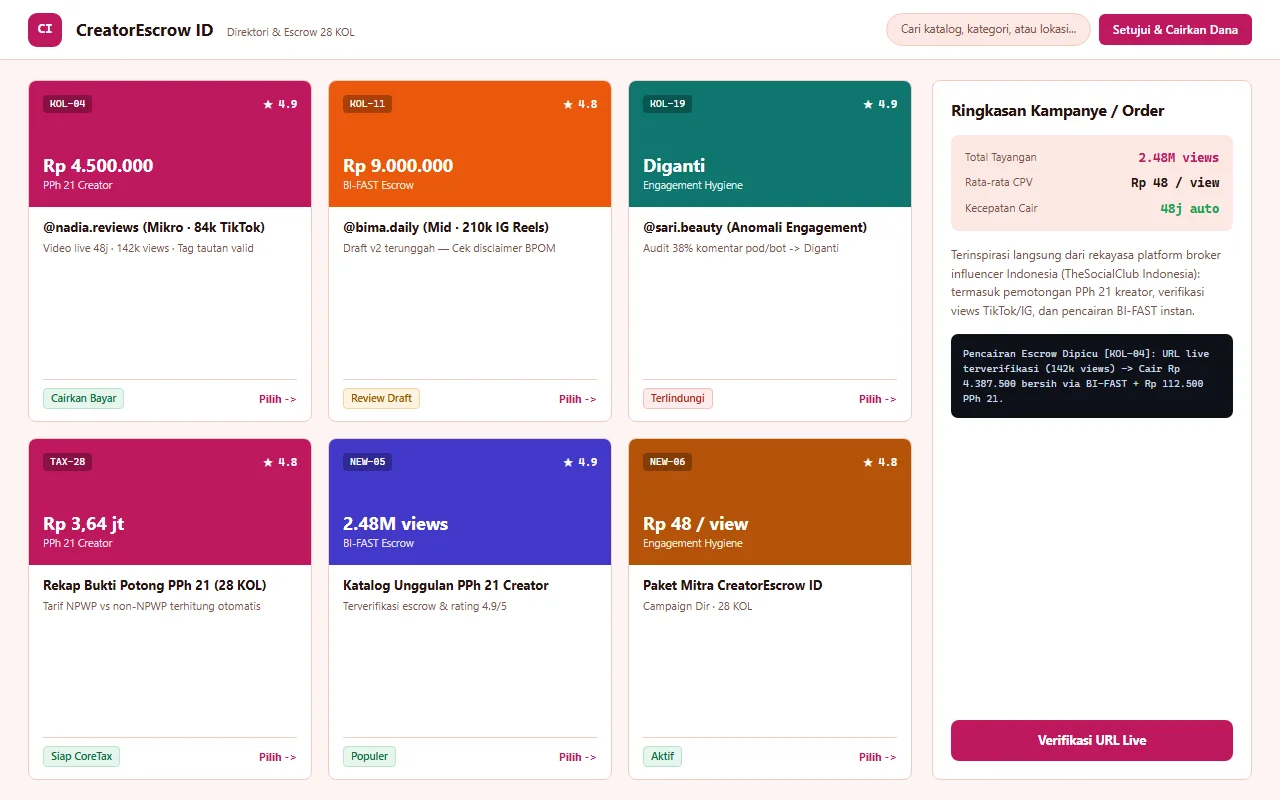 CI
CreatorEscrow ID
Direktori & Escrow 28 KOL
Cari katalog, kategori, atau lokasi...
Setujui & Cairkan Dana
KOL-04
★ 4.9
Rp 4.500.000
PPh 21 Creator
@nadia.reviews (Mikro · 84k TikTok)
Video live 48j · 142k views · Tag tautan valid
Cairkan Bayar
Pilih ->
KOL-11
★ 4.8
Rp 9.000.000
BI-FAST Escrow
@bima.daily (Mid · 210k IG Reels)
Draft v2 terunggah — Cek disclaimer BPOM
Review Draft
Pilih ->
KOL-19
★ 4.9
Diganti
Engagement Hygiene
@sari.beauty (Anomali Engagement)
Audit 38% komentar pod/bot -> Diganti
Terlindungi
Pilih ->
TAX-28
★ 4.8
Rp 3,64 jt
PPh 21 Creator
Rekap Bukti Potong PPh 21 (28 KOL)
Tarif NPWP vs non-NPWP terhitung otomatis
Siap CoreTax
Pilih ->
NEW-05
★ 4.9
2.48M views
BI-FAST Escrow
Katalog Unggulan PPh 21 Creator
Terverifikasi escrow & rating 4.9/5
Populer
Pilih ->
NEW-06
★ 4.8
Rp 48 / view
Engagement Hygiene
Paket Mitra CreatorEscrow ID
Campaign Dir · 28 KOL
Aktif
Pilih ->
Ringkasan Kampanye / Order
Total Tayangan
2.48M views
Rata-rata CPV
Rp 48 / view
Kecepatan Cair
48j auto
Terinspirasi langsung dari rekayasa platform broker
influencer Indonesia (TheSocialClub Indonesia):
termasuk pemotongan PPh 21 kreator, verifikasi
views TikTok/IG, dan pencairan BI-FAST instan.
Pencairan Escrow Dipicu [KOL-04]: URL live
terverifikasi (142k views) -> Cair Rp
4.387.500 bersih via BI-FAST + Rp 112.500
PPh 21.
Verifikasi URL Live